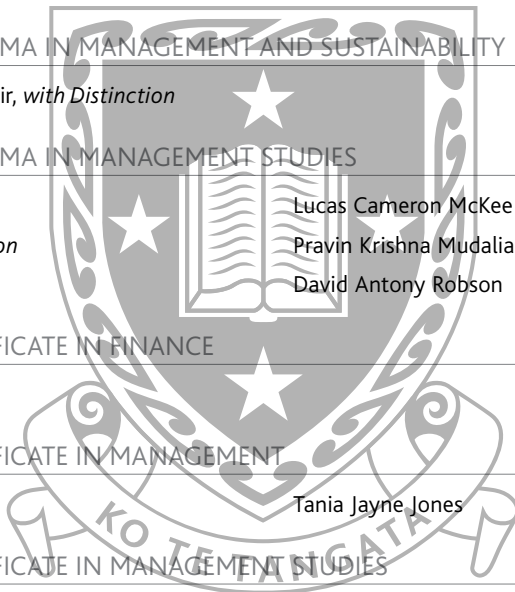 MA IN MANAGEMENT AND SUSTAINABILITY
ir, with Distinction
MA IN MANAGEMENT STUDIES
Lucas Cameron McKee
on
Pravin Krishna Mudalia
David Antony Robson
FICATE IN FINANCE
FICATE IN MANAGEMENT
Tania Jayne Jones
KO TE TANGATA
FICATE IN MANAGEMENT STUDIES